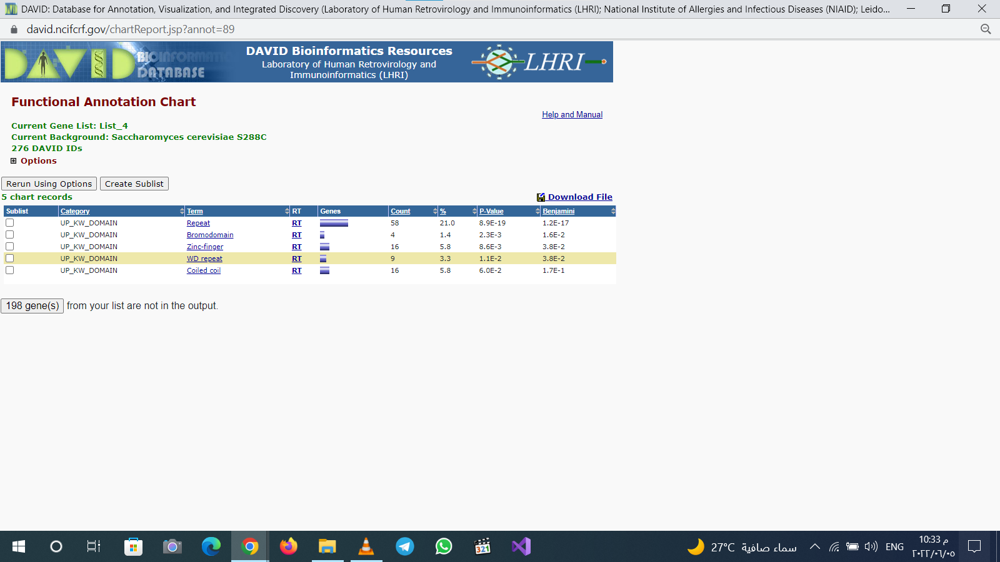 DAVID: Database for Annotation, Visualization, and Integrated Discovery (Laboratory of Human Retrovirology and Immunoinformatics (LHRI); National Institute of Allergies and Infectious Diseases (NIAID); Leido...
david.ncifcrf.gov/chartReport.jsp?annot=89
DAVID BIOINFORMATICS DATABASE
DAVID Bioinformatics Resources
Laboratory of Human Retrovirology and
Immunoinformatics (LHRI)
LHRI
Functional Annotation Chart
Help and Manual
Current Gene List: List_4
Current Background: Saccharomyces cerevisiae S288C
276 DAVID IDs
Options
Rerun Using Options Create Sublist
5 chart records Download File
Sublist Category Term RT Genes Count % P-Value Benjamini
UP_KW_DOMAIN Repeat RT 58 21.0 8.9E-19 1.2E-17
UP_KW_DOMAIN Bromodomain RT 4 1.4 2.3E-3 1.6E-2
UP_KW_DOMAIN Zinc-finger RT 16 5.8 8.6E-3 3.8E-2
UP_KW_DOMAIN WD repeat RT 9 3.3 1.1E-2 3.8E-2
UP_KW_DOMAIN Coiled coil RT 16 5.8 6.0E-2 1.7E-1
198 gene(s) from your list are not in the output.
321
27°C سماء صافية
ENG
10:33 م
٢٠٢٢/٠٦/٠٥